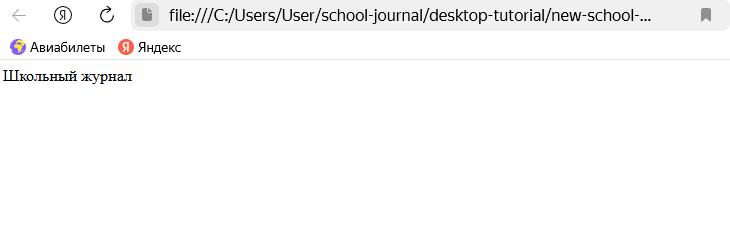 file:///C:/Users/User/school-journal/desktop-tutorial/new-school-...
Авиабилеты Яндекс
Школьный журнал